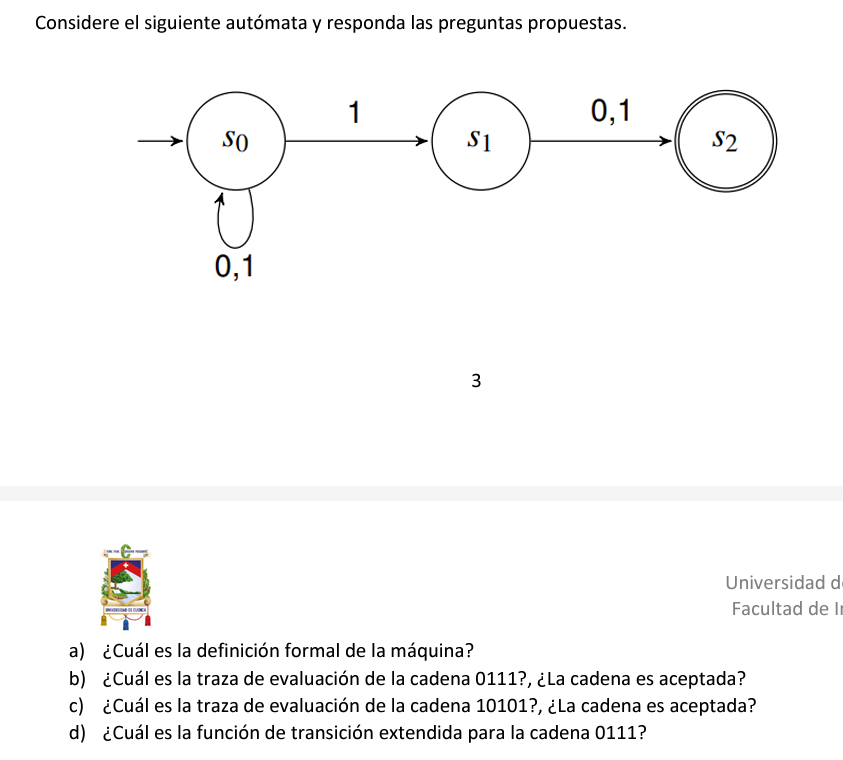 Considere el siguiente autómata y responda las preguntas propuestas.
1
0,1
s0
s1
s2
0,1
3
UNIVERSIDAD DE CUENCA
Universidad d
Facultad de I
a) ¿Cuál es la definición formal de la máquina?
b) ¿Cuál es la traza de evaluación de la cadena 0111?, ¿La cadena es aceptada?
c) ¿Cuál es la traza de evaluación de la cadena 10101?, ¿La cadena es aceptada?
d) ¿Cuál es la función de transición extendida para la cadena 0111?